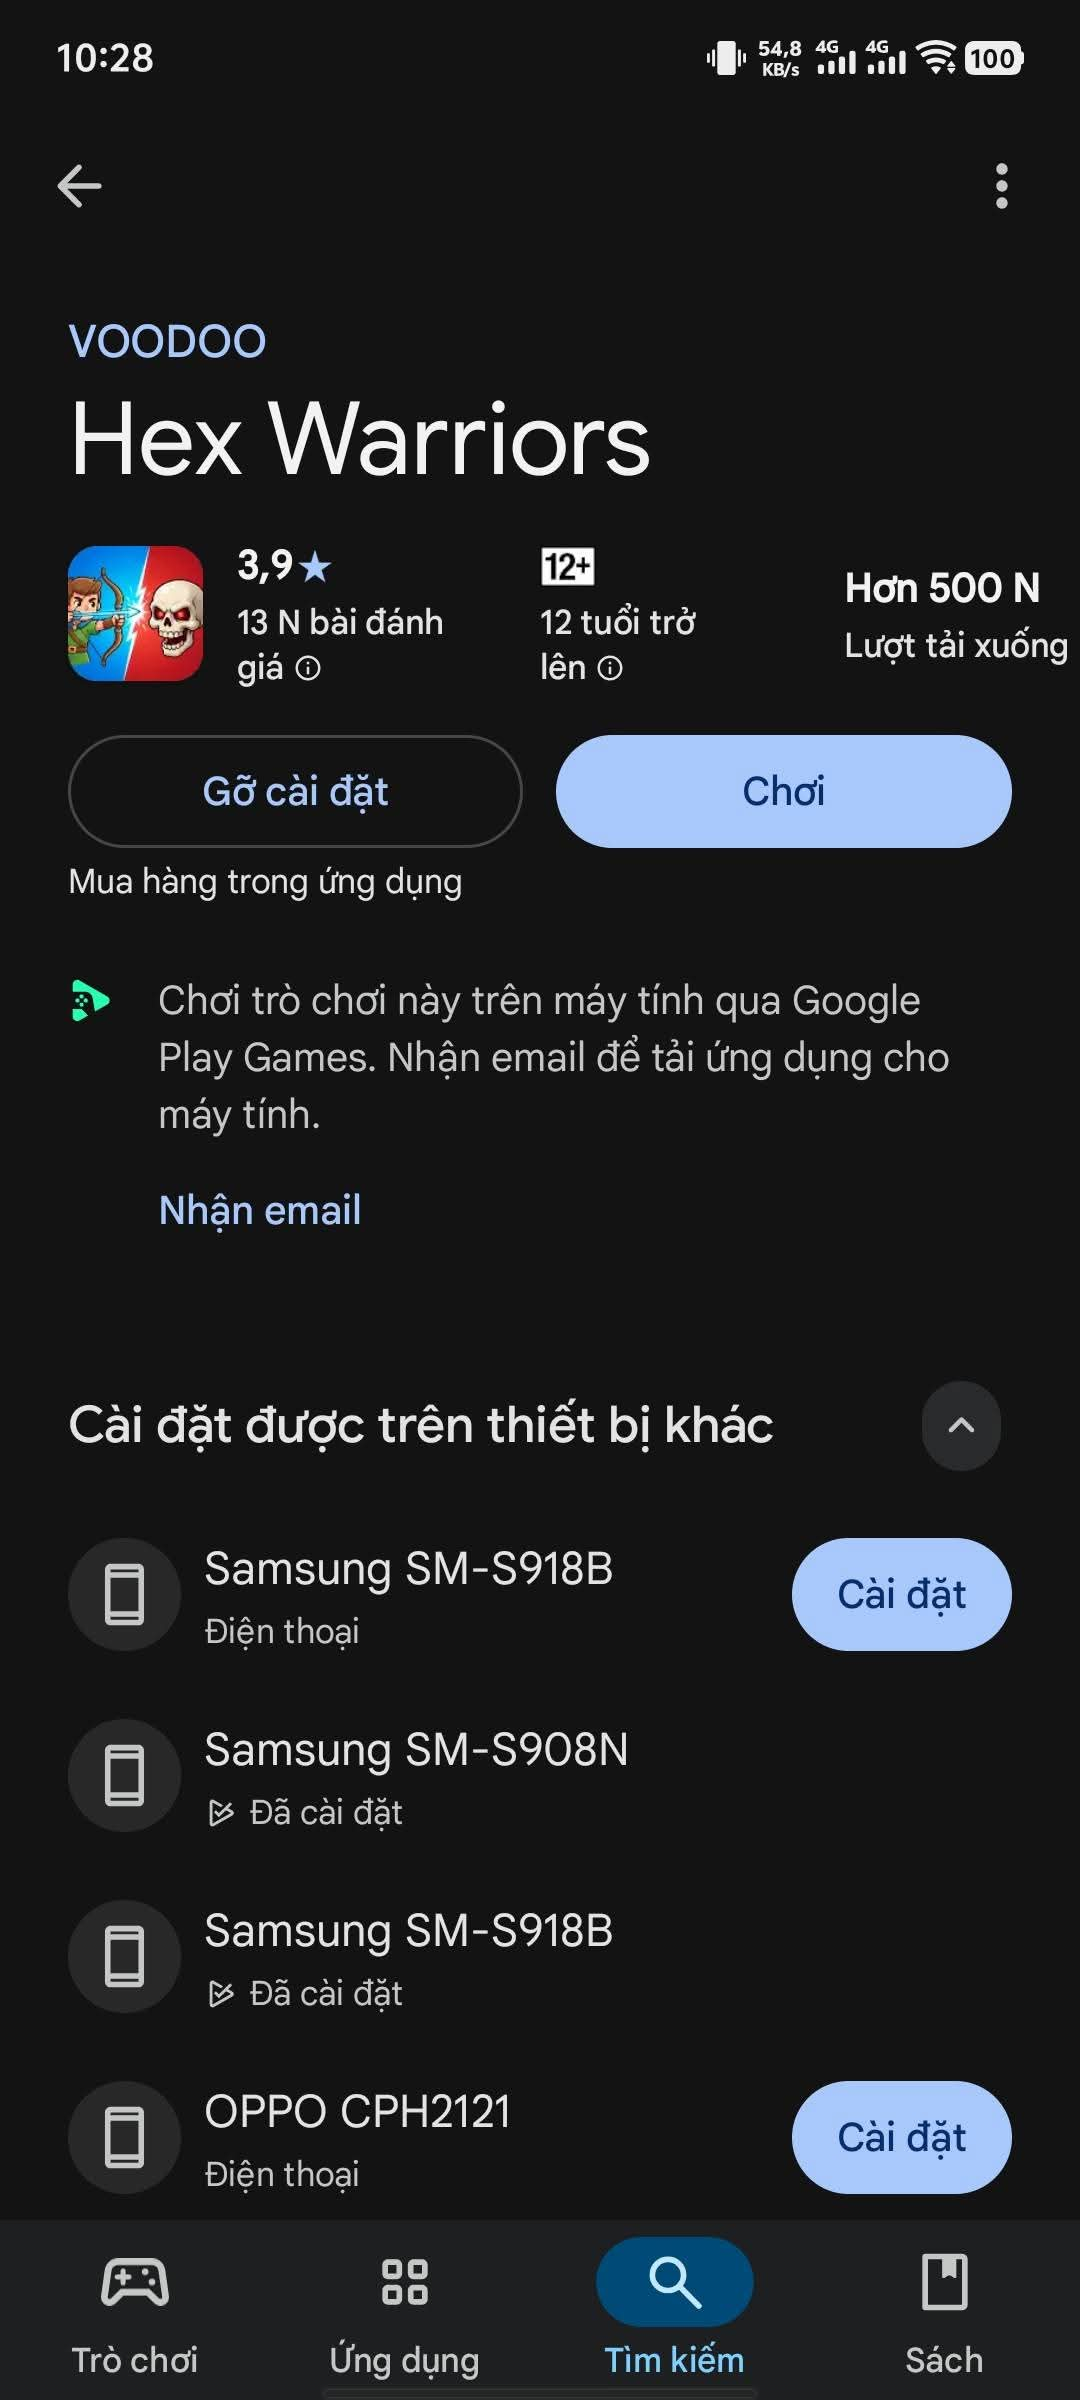 10:28
54,8
KB/s
4G
4G
100
VOODOO
Hex Warriors
3,9★
13 N bài đánh
giá
12+
12 tuổi trở
lên
Hơn 500 N
Lượt tải xuống
Gỡ cài đặt
Chơi
Mua hàng trong ứng dụng
Chơi trò chơi này trên máy tính qua Google
Play Games. Nhận email để tải ứng dụng cho
máy tính.
Nhận email
Cài đặt được trên thiết bị khác
Samsung SM-S918B
Điện thoại
Cài đặt
Samsung SM-S908N
Đã cài đặt
Samsung SM-S918B
Đã cài đặt
OPPO CPH2121
Điện thoại
Cài đặt
Trò chơi
Ứng dụng
Tìm kiếm
Sách